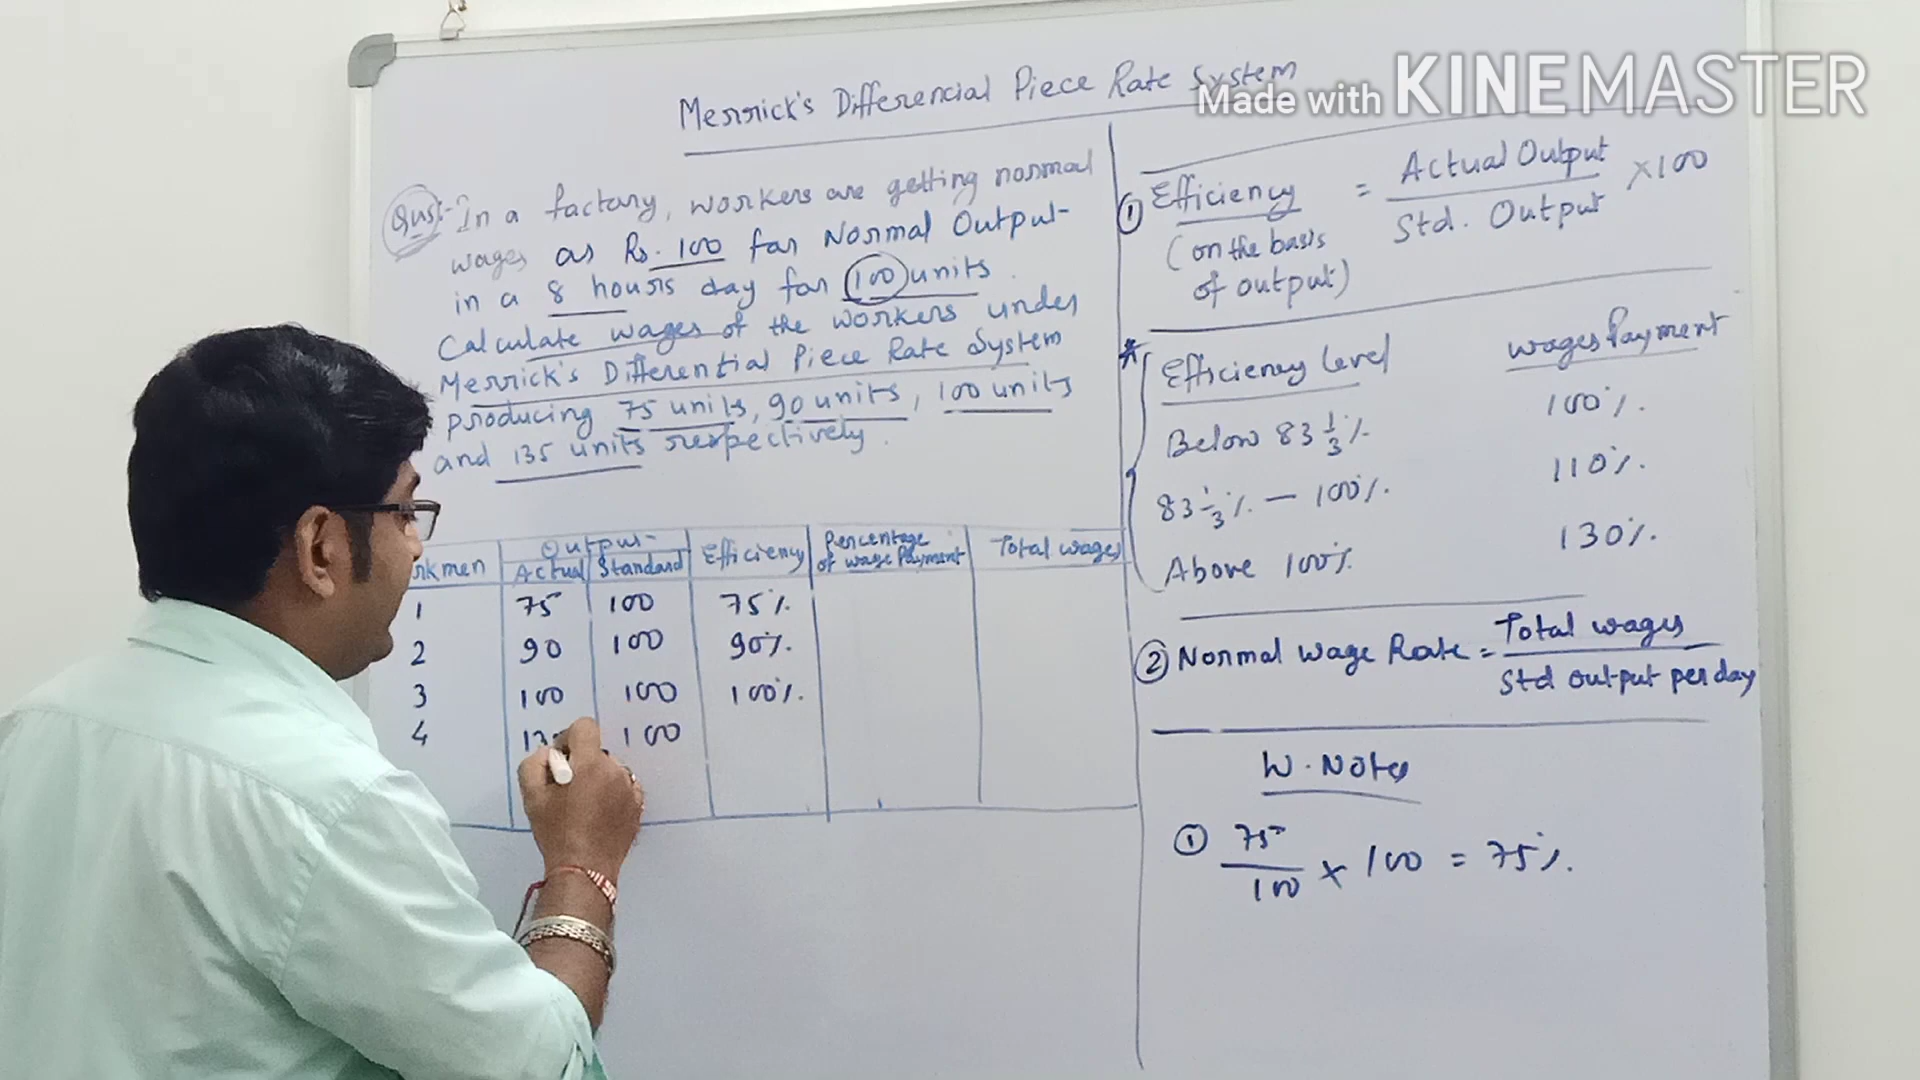 Made with KINEMASTER
Merrick's Differencial Piece Rate System
Qust:- In a factory, workers are getting normal
wages as Rs. 100 for Normal Output
in a 8 hours day for 100 units.
Calculate wages of the workers under
Merrick's Differential Piece Rate System
producing 75 units, 90 units, 100 units
and 135 units respectively.
Output
Efficiency
Percentage
of wage Payment
Total wages
rkmen Actual Standard
1 75 100 75%.
2 90 100 90%.
3 100 100 100%.
4 13 100
① Efficiency = Actual Output / Std. Output × 100
(on the basis
of output)
* Efficiency Level wages Payment
Below 83 1/3 %. 100%.
83 1/3 %. — 100%. 110%.
Above 100%. 130%.
② Normal Wage Rate = Total wages / Std output per day
W. Notes
① 75 / 100 × 100 = 75%.